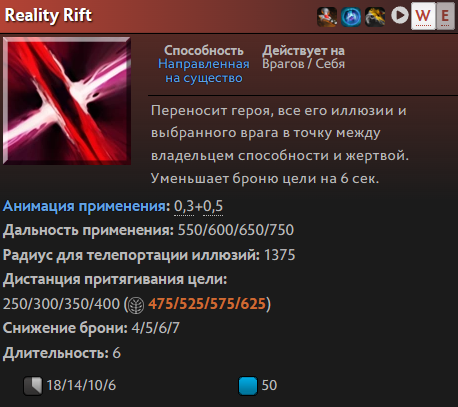 Reality Rift
W E
Способность
Направленная
на существо
Действует на
Врагов / Себя
Переносит героя, все его иллюзии и
выбранного врага в точку между
владельцем способности и жертвой.
Уменьшает броню цели на 6 сек.
Анимация применения: 0,3+0,5
Дальность применения: 550/600/650/750
Радиус для телепортации иллюзий: 1375
Дистанция притягивания цели:
250/300/350/400 (475/525/575/625)
Снижение брони: 4/5/6/7
Длительность: 6
18/14/10/6
50